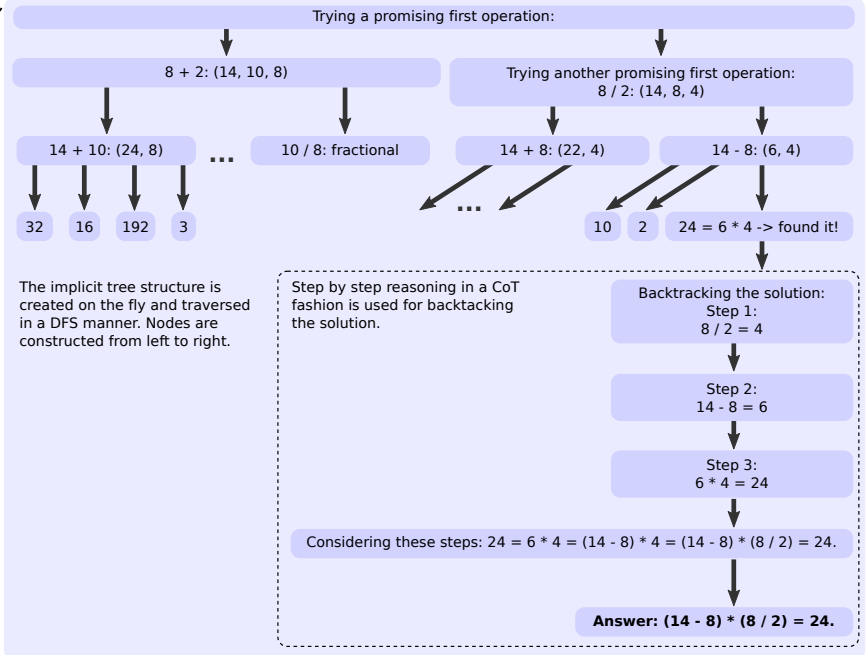 Trying a promising first operation:
8 + 2: (14, 10, 8)
Trying another promising first operation:
8 / 2: (14, 8, 4)
14 + 10: (24, 8)
...
10 / 8: fractional
14 + 8: (22, 4)
14 - 8: (6, 4)
32
16
192
3
...
10
2
24 = 6 * 4 -> found it!
The implicit tree structure is
created on the fly and traversed
in a DFS manner. Nodes are
constructed from left to right.
Step by step reasoning in a CoT
fashion is used for backtacking
the solution.
Backtracking the solution:
Step 1:
8 / 2 = 4
Step 2:
14 - 8 = 6
Step 3:
6 * 4 = 24
Considering these steps: 24 = 6 * 4 = (14 - 8) * 4 = (14 - 8) * (8 / 2) = 24.
Answer: (14 - 8) * (8 / 2) = 24.